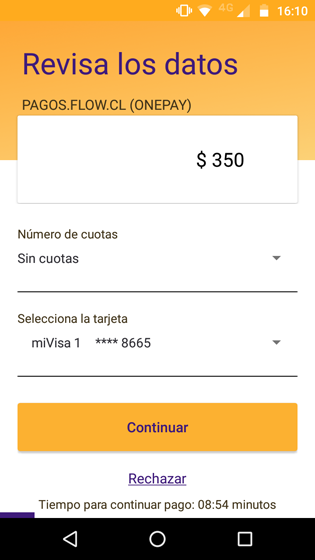 4G 16:10
Revisa los datos
PAGOS.FLOW.CL (ONEPAY)
$ 350
Número de cuotas
Sin cuotas
Selecciona la tarjeta
miVisa 1 **** 8665
Continuar
Rechazar
Tiempo para continuar pago: 08:54 minutos